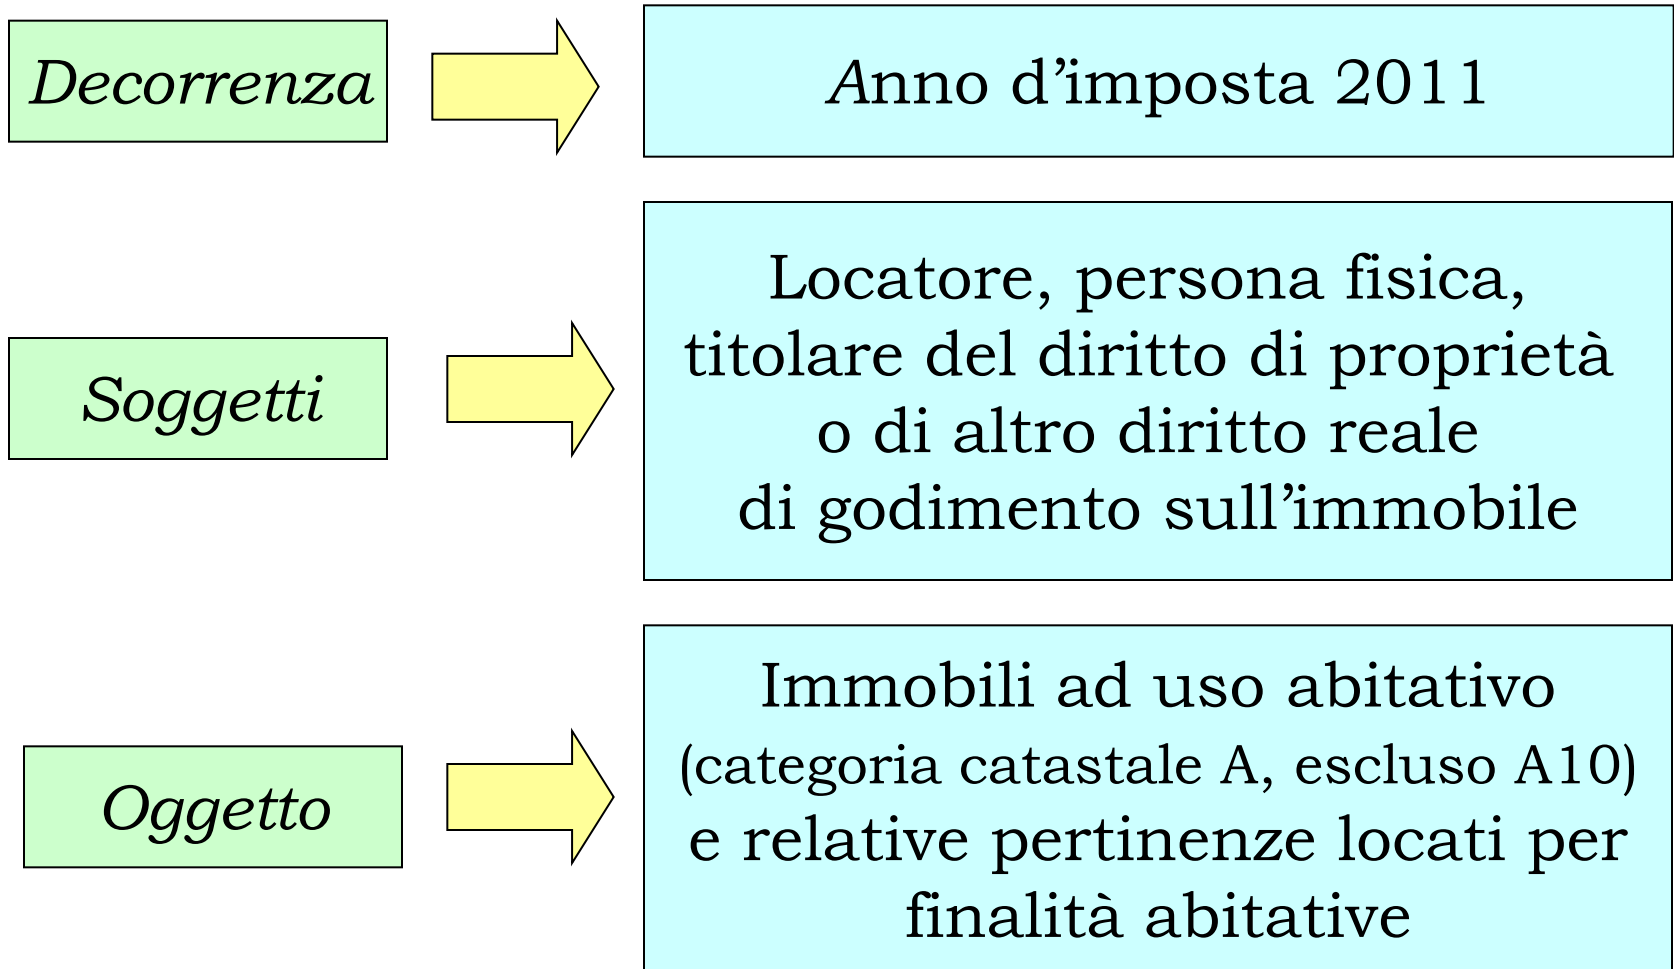 Decorrenza
Anno d’imposta 2011
Soggetti
Locatore, persona fisica,
titolare del diritto di proprietà
o di altro diritto reale
di godimento sull’immobile
Oggetto
Immobili ad uso abitativo
(categoria catastale A, escluso A10)
e relative pertinenze locati per
finalità abitative